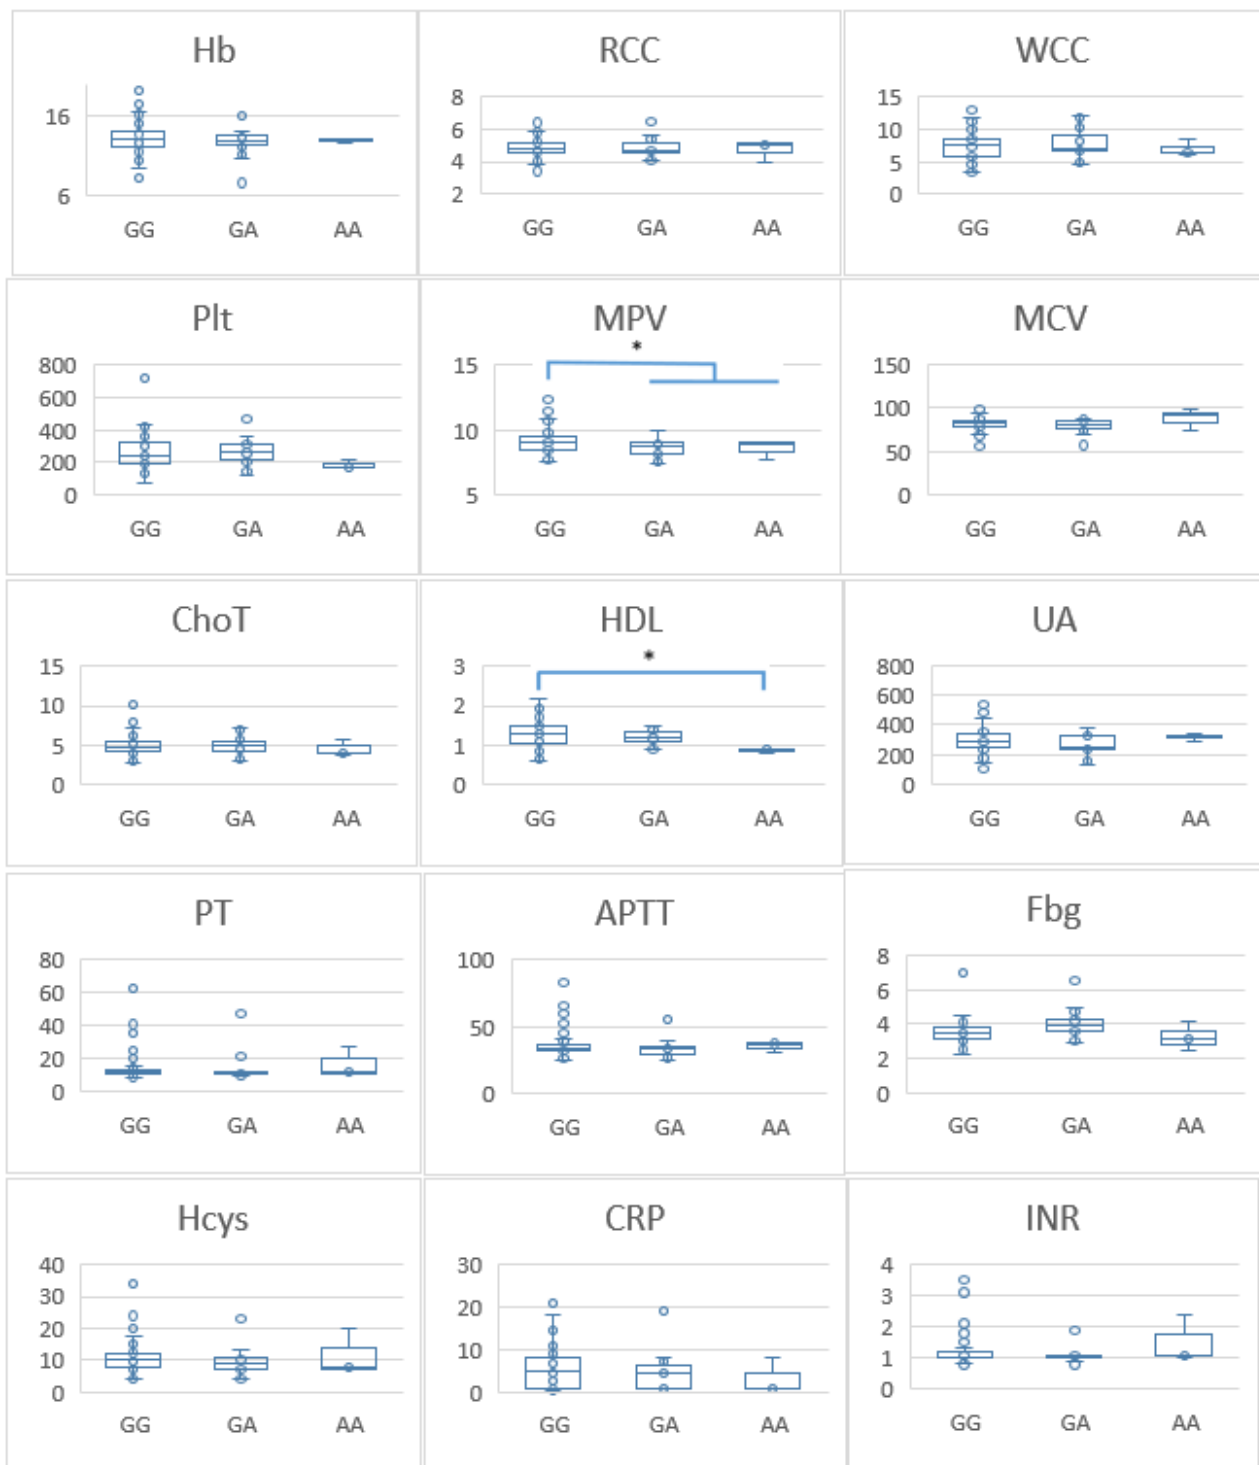 Hb
16
6
GG GA AA
RCC
8
6
4
2
GG GA AA
WCC
15
10
5
0
GG GA AA
Plt
800
600
400
200
0
GG GA AA
MPV
*
15
10
5
GG GA AA
MCV
150
100
50
0
GG GA AA
ChoT
15
10
5
0
GG GA AA
HDL
*
3
2
1
0
GG GA AA
UA
800
600
400
200
0
GG GA AA
PT
80
60
40
20
0
GG GA AA
APTT
100
50
0
GG GA AA
Fbg
8
6
4
2
0
GG GA AA
Hcys
40
30
20
10
0
GG GA AA
CRP
30
20
10
0
GG GA AA
INR
4
3
2
1
0
GG GA AA